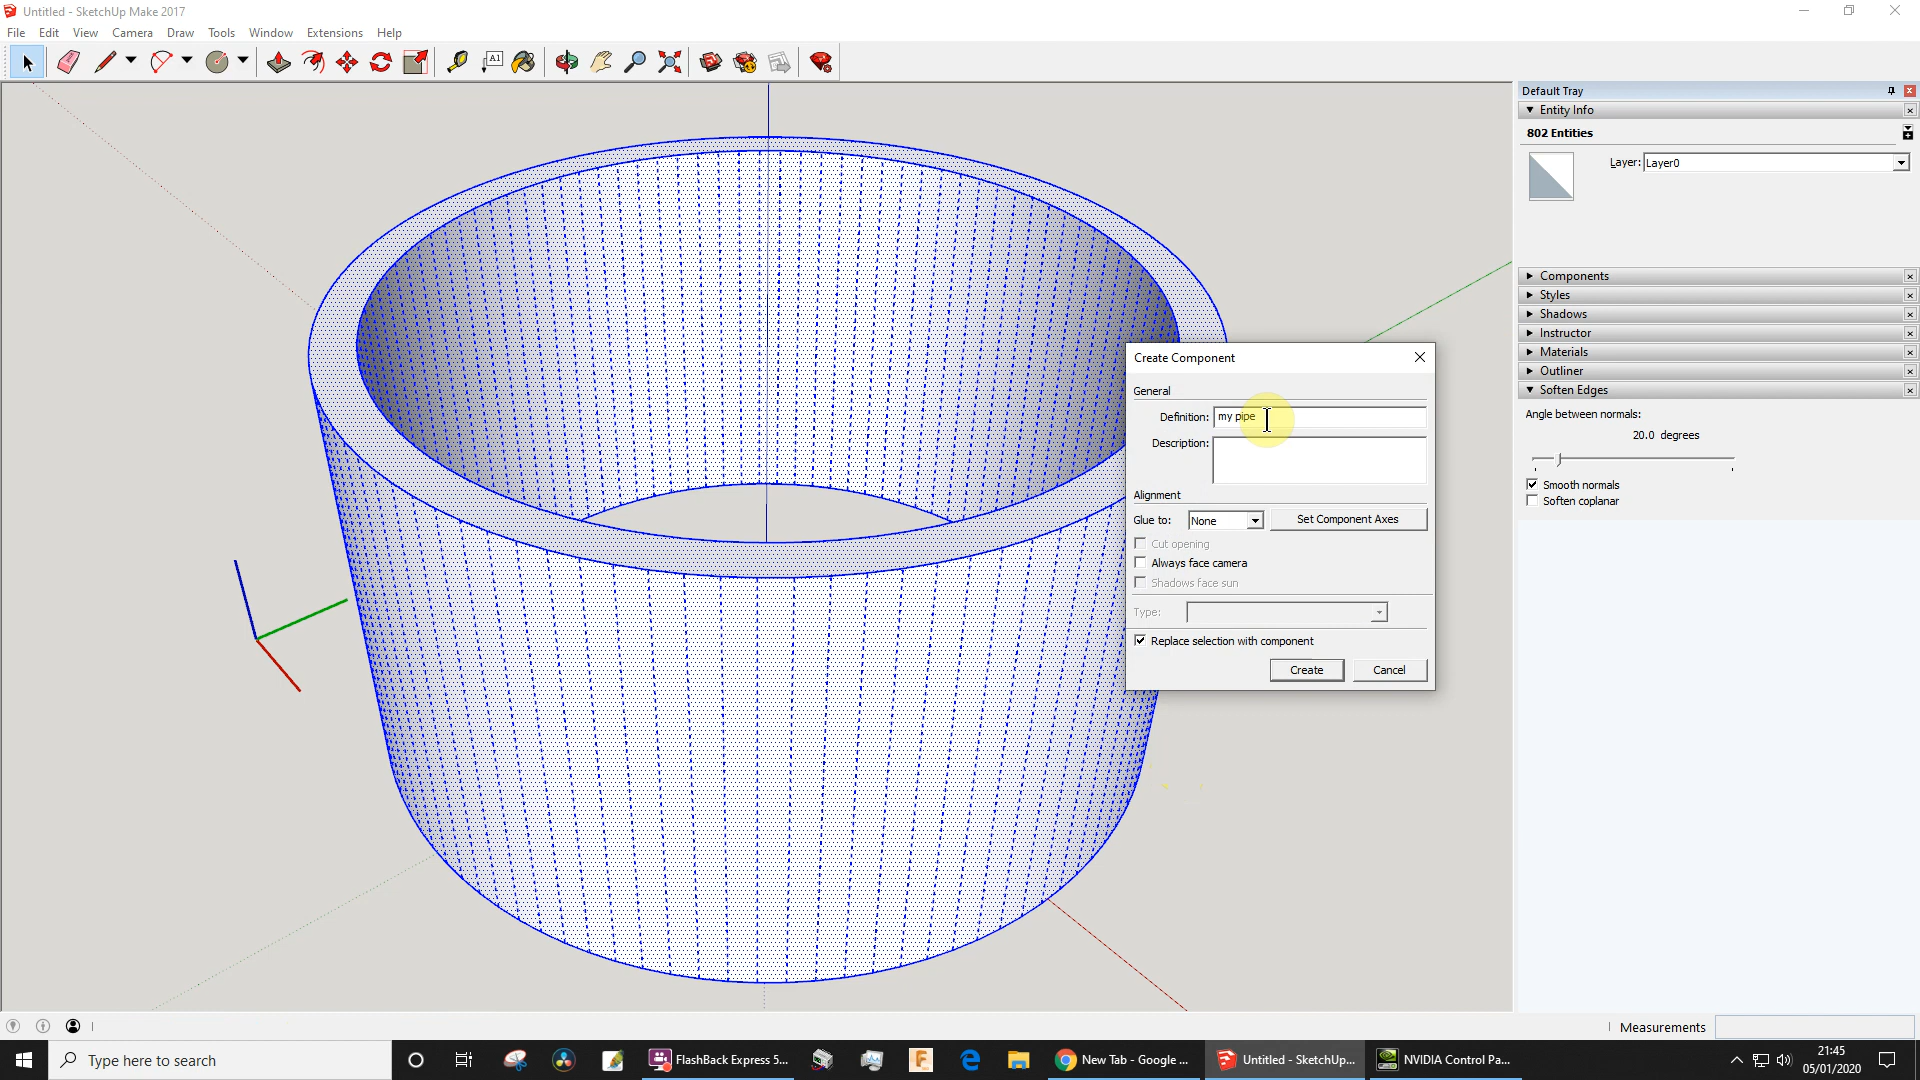 Untitled - SketchUp Make 2017
File Edit View Camera Draw Tools Window Extensions Help
A1
Default Tray
Entity Info
802 Entities
Layer: Layer0
Components
Styles
Shadows
Instructor
Materials
Outliner
Soften Edges
Angle between normals:
20.0 degrees
Smooth normals
Soften coplanar
Create Component
General
Definition: my pipe
Description:
Alignment
Glue to: None Set Component Axes
Cut opening
Always face camera
Shadows face sun
Type:
Replace selection with component
Create Cancel
Measurements
Type here to search
FlashBack Express 5...
New Tab - Google ...
Untitled - SketchUp...
NVIDIA Control Pa...
21:45
05/01/2020